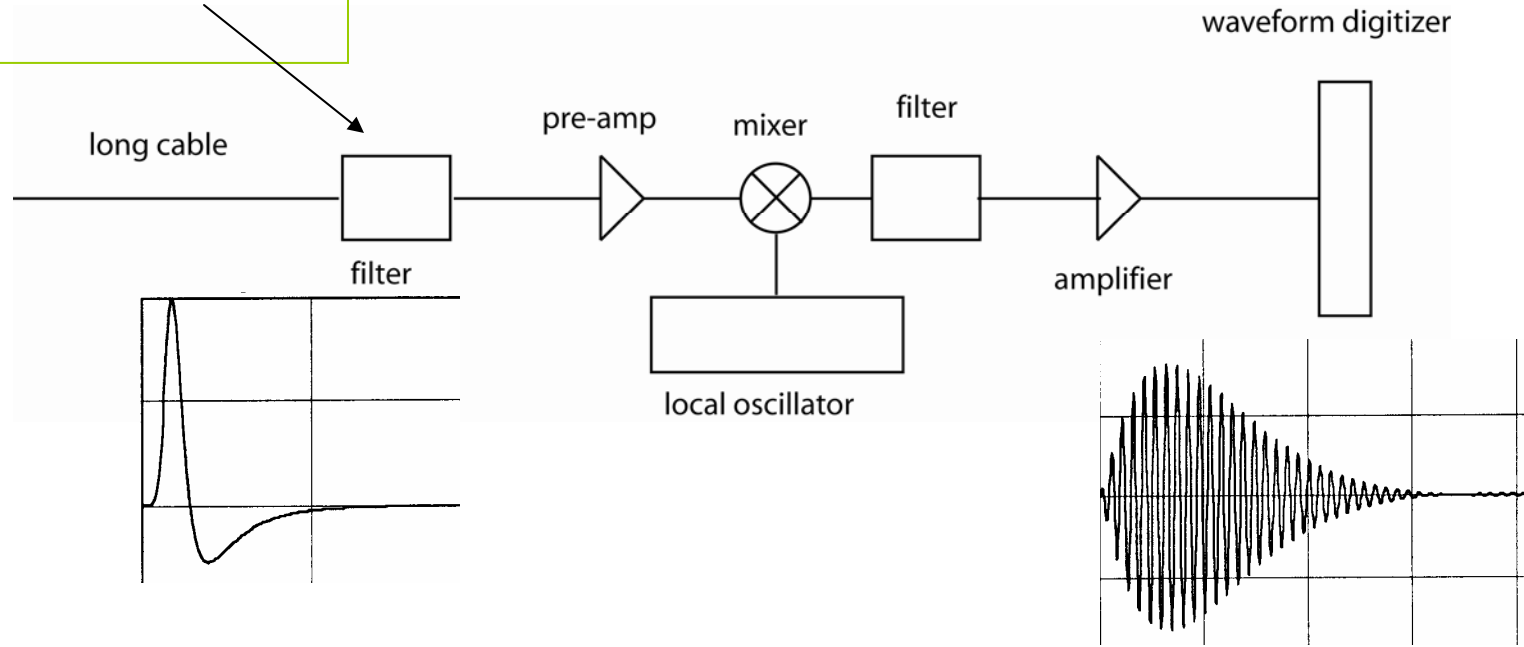 waveform digitizer
filter
pre-amp
mixer
long cable
filter
amplifier
local oscillator